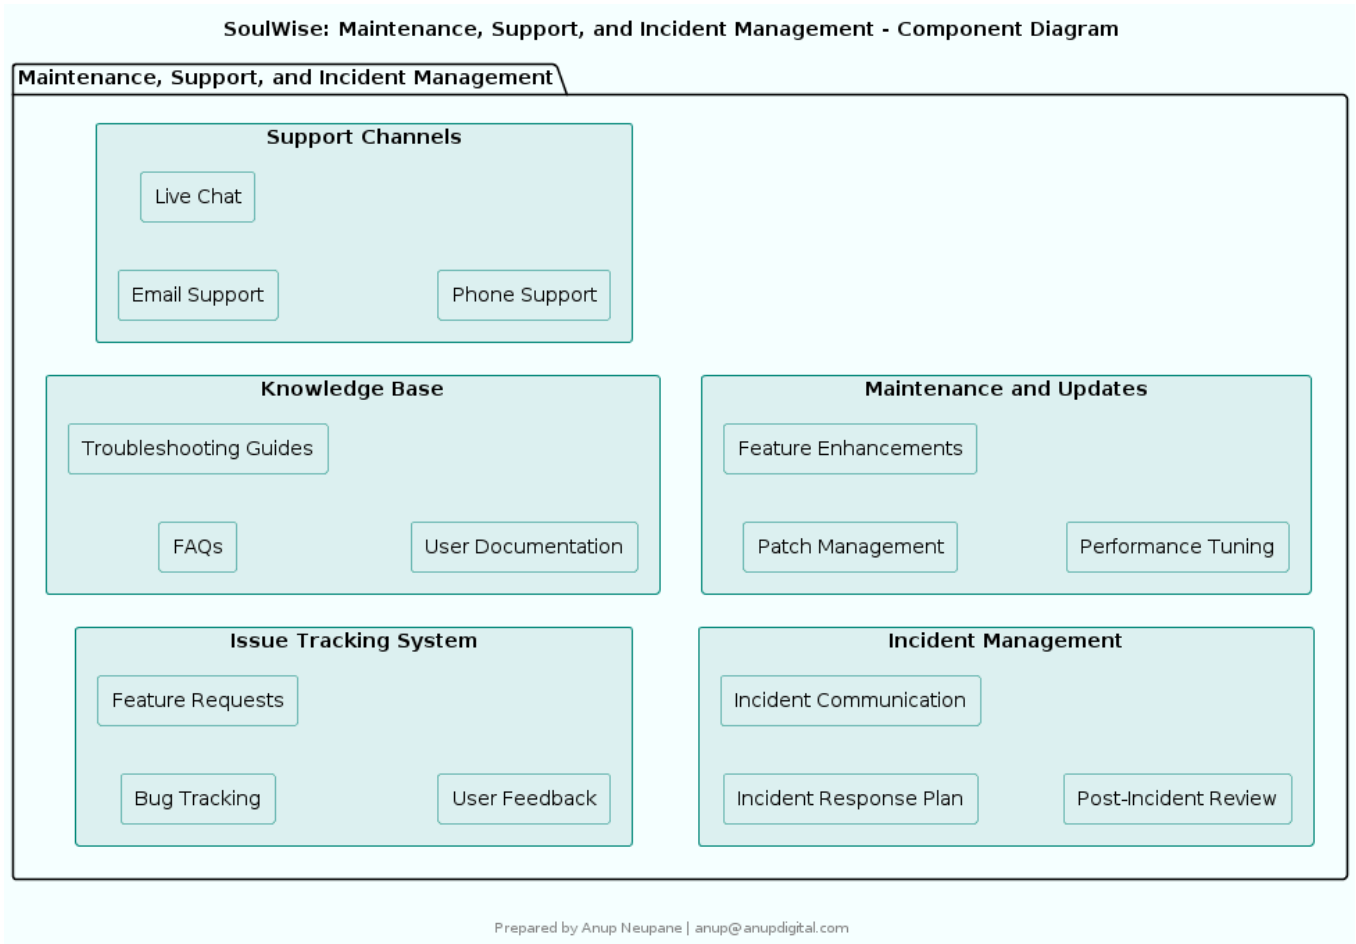 SoulWise: Maintenance, Support, and Incident Management - Component Diagram
Maintenance, Support, and Incident Management
Support Channels
Live Chat
Email Support
Phone Support
Knowledge Base
Troubleshooting Guides
FAQs
User Documentation
Maintenance and Updates
Feature Enhancements
Patch Management
Performance Tuning
Issue Tracking System
Feature Requests
Bug Tracking
User Feedback
Incident Management
Incident Communication
Incident Response Plan
Post-Incident Review
Prepared by Anup Neupane | anup@anupdigital.com